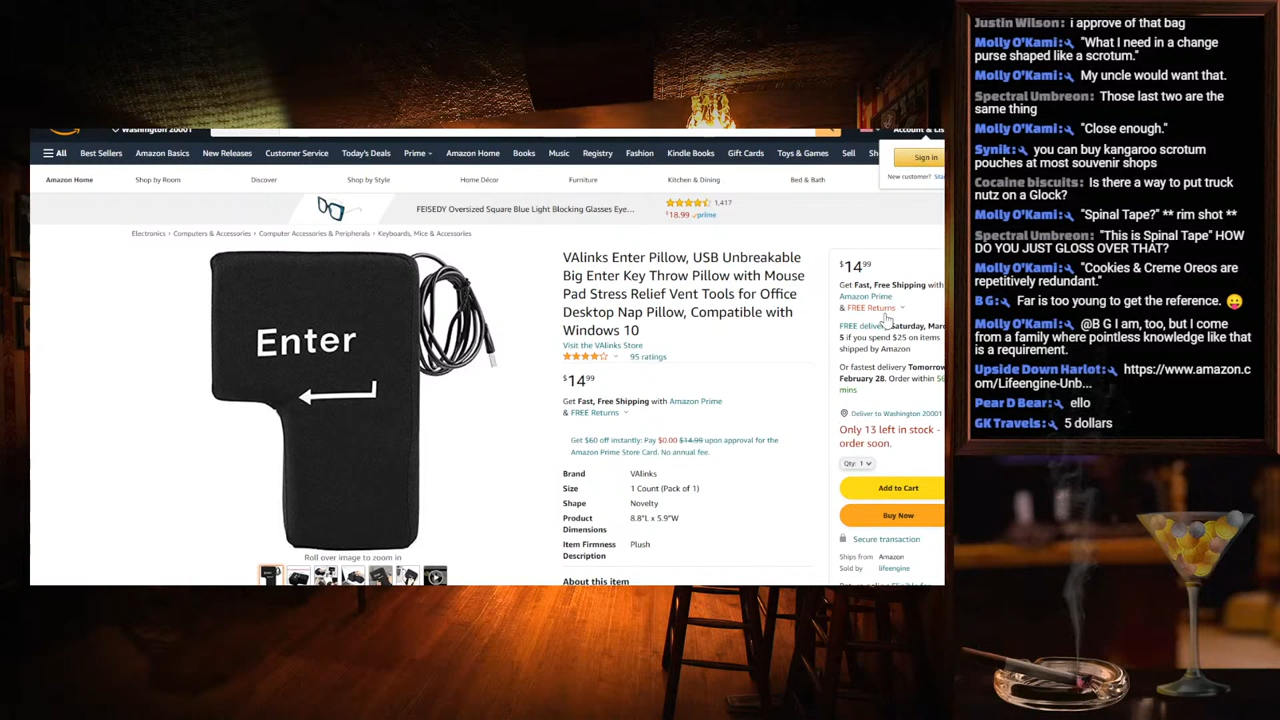 Washington 20001
Account & Lis
All Best Sellers Amazon Basics New Releases Customer Service Today's Deals Prime Amazon Home Books Music Registry Fashion Kindle Books Gift Cards Toys & Games Sell
Sign in
New customer?
Amazon Home Shop by Room Discover Shop by Style Home Décor Furniture Kitchen & Dining Bed & Bath
FEISEDY Oversized Square Blue Light Blocking Glasses Eye...
1,417
$18.99 prime
Electronics › Computers & Accessories › Computer Accessories & Peripherals › Keyboards, Mice & Accessories
Enter
Roll over image to zoom in
VAlinks Enter Pillow, USB Unbreakable
Big Enter Key Throw Pillow with Mouse
Pad Stress Relief Vent Tools for Office
Desktop Nap Pillow, Compatible with
Windows 10
Visit the VAlinks Store
95 ratings
$14.99
Get Fast, Free Shipping with Amazon Prime
& FREE Returns
Get $60 off instantly: Pay $0.00 $14.99 upon approval for the
Amazon Prime Store Card. No annual fee.
Brand VAlinks
Size 1 Count (Pack of 1)
Shape Novelty
Product Dimensions 8.8"L x 5.9"W
Item Firmness Description Plush
About this item
$14.99
Get Fast, Free Shipping with
Amazon Prime
& FREE Returns
FREE deliver Saturday, Mar
5 if you spend $25 on items
shipped by Amazon
Or fastest delivery Tomorrow
February 28. Order within 56
mins
Deliver to Washington 20001
Only 13 left in stock -
order soon.
Qty: 1
Add to Cart
Buy Now
Secure transaction
Ships from Amazon
Sold by lifeengine
Justin Wilson: i approve of that bag
Molly O'Kami: "What I need in a change
purse shaped like a scrotum."
Molly O'Kami: My uncle would want that.
Spectral Umbreon: Those last two are the
same thing
Molly O'Kami: "Close enough."
Synik: you can buy kangaroo scrotum
pouches at most souvenir shops
Cocaine biscuits: Is there a way to put truck
nutz on a Glock?
Molly O'Kami: "Spinal Tape?" ** rim shot **
Spectral Umbreon: "This is Spinal Tape" HOW
DO YOU JUST GLOSS OVER THAT?
Molly O'Kami: "Cookies & Creme Oreos are
repetitively redundant."
B G: Far is too young to get the reference. 😛
Molly O'Kami: @B G I am, too, but I come
from a family where pointless knowledge like that
is a requirement.
Upside Down Harlot: https://www.amazon.c
om/Lifeengine-Unb...
Pear D Bear: ello
GK Travels: 5 dollars